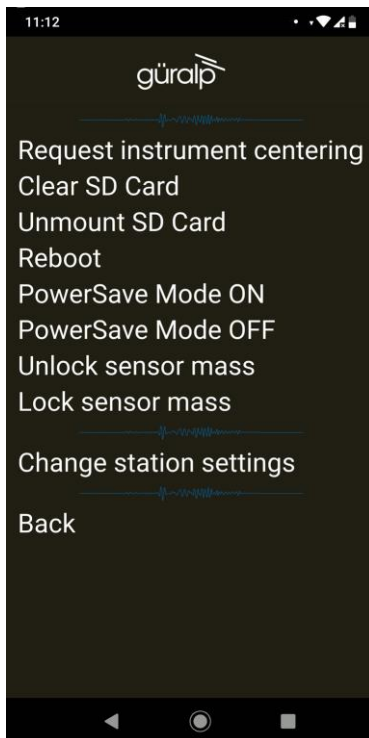 11:12
güralp
Request instrument centering
Clear SD Card
Unmount SD Card
Reboot
PowerSave Mode ON
PowerSave Mode OFF
Unlock sensor mass
Lock sensor mass
Change station settings
Back